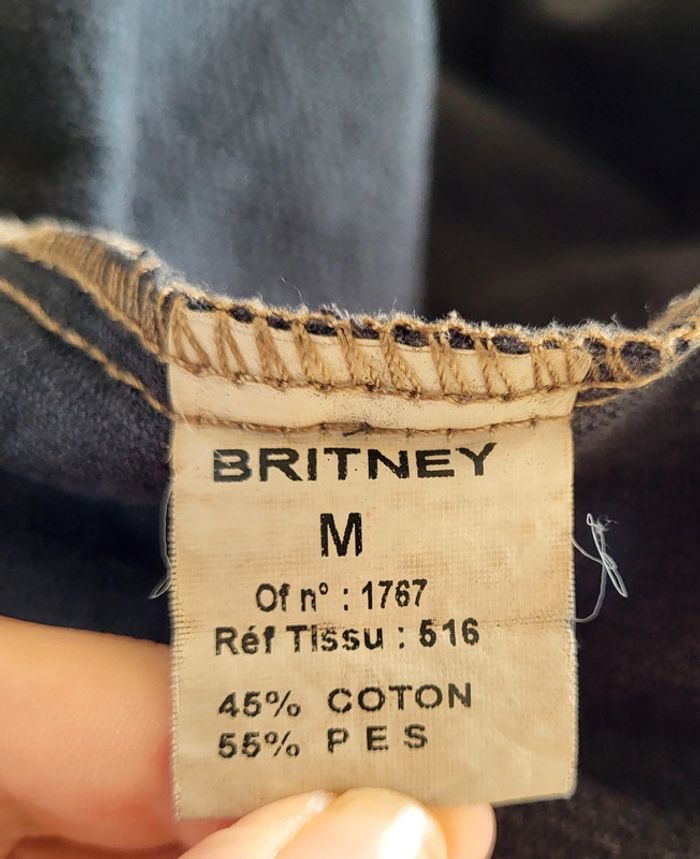 BRITNEY
M
Of n° : 1767
Réf Tissu : 516
45% COTON
55% PES